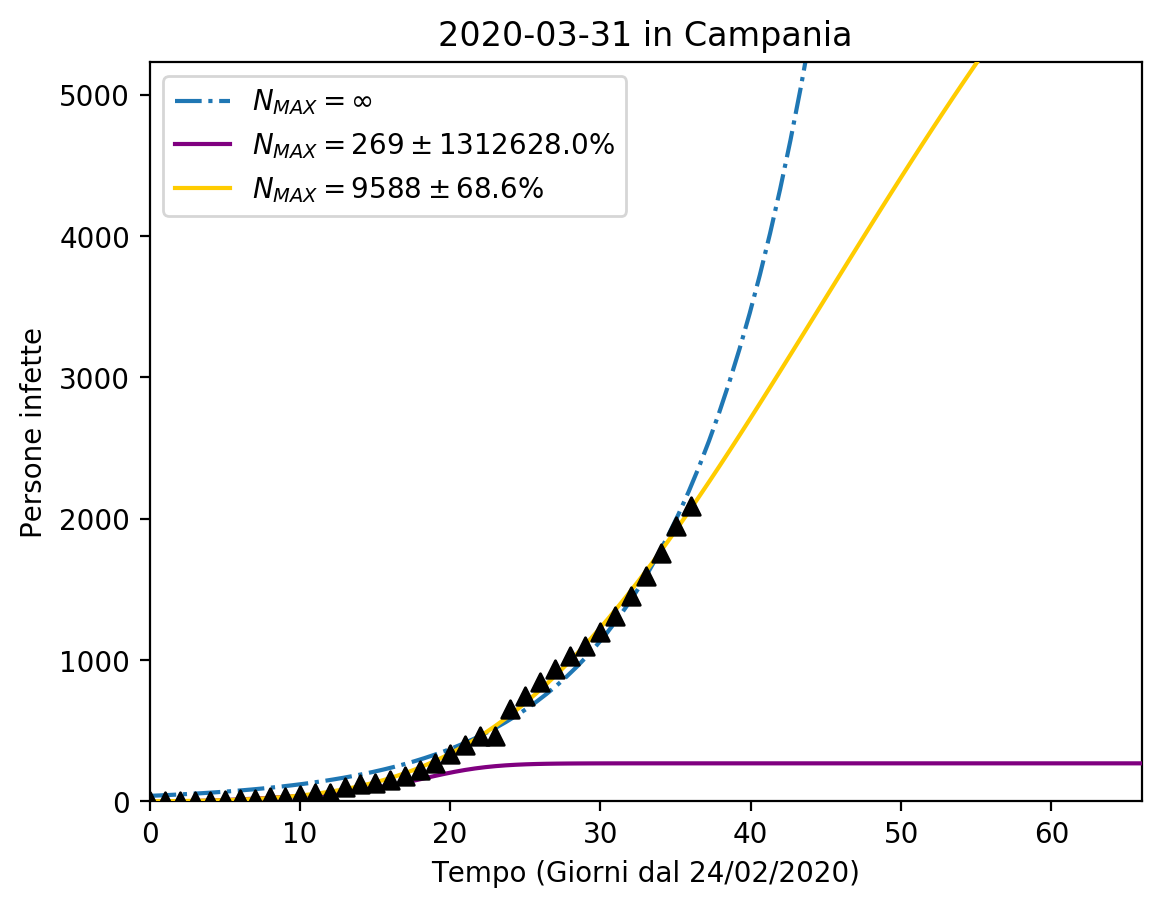 2020-03-31 in Campania
N_MAX = ∞
N_MAX = 269 ± 1312628.0%
N_MAX = 9588 ± 68.6%
Persone infette
5000
4000
3000
2000
1000
0
0 10 20 30 40 50 60
Tempo (Giorni dal 24/02/2020)